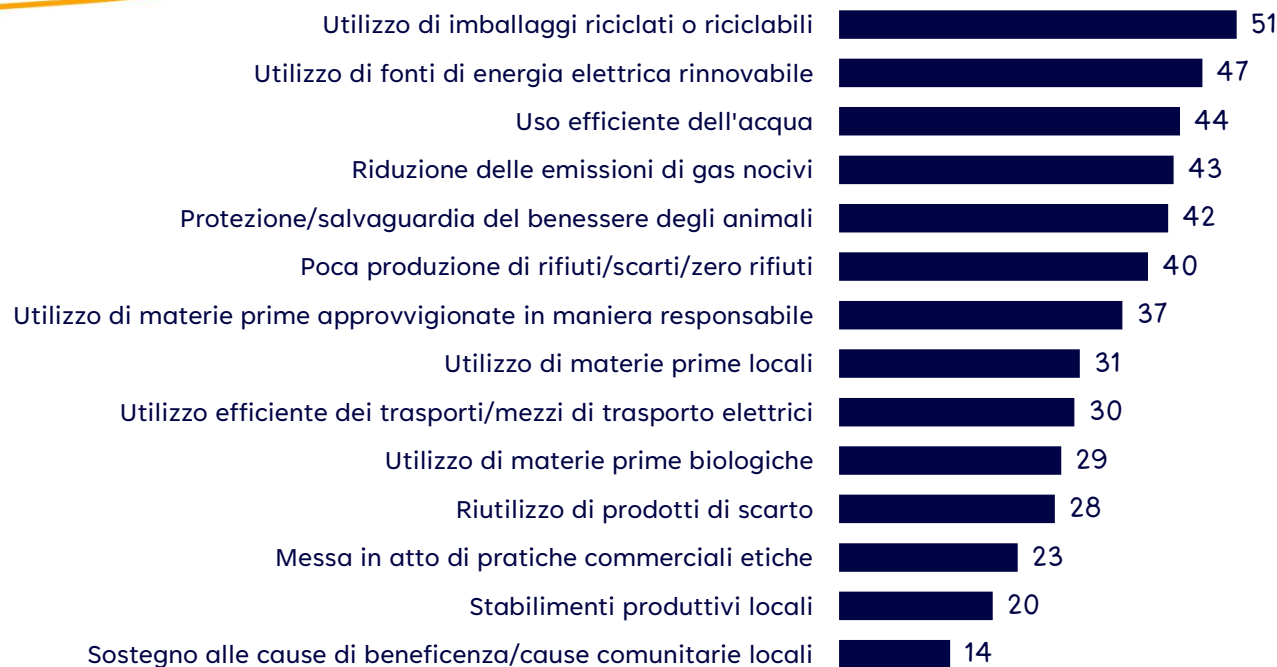 Utilizzo di imballaggi riciclati o riciclabili 51
Utilizzo di fonti di energia elettrica rinnovabile 47
Uso efficiente dell'acqua 44
Riduzione delle emissioni di gas nocivi 43
Protezione/salvaguardia del benessere degli animali 42
Poca produzione di rifiuti/scarti/zero rifiuti 40
Utilizzo di materie prime approvvigionate in maniera responsabile 37
Utilizzo di materie prime locali 31
Utilizzo efficiente dei trasporti/mezzi di trasporto elettrici 30
Utilizzo di materie prime biologiche 29
Riutilizzo di prodotti di scarto 28
Messa in atto di pratiche commerciali etiche 23
Stabilimenti produttivi locali 20
Sostegno alle cause di beneficenza/cause comunitarie locali 14